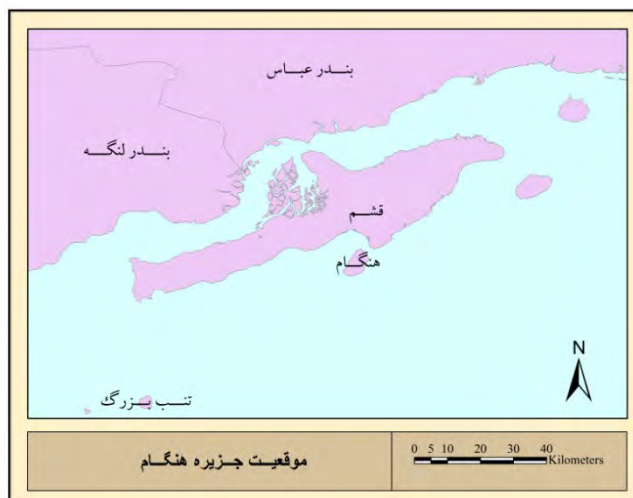 بندر عباس
بندر لنگه
قشم
هنگام
N
تنب بزرگ
موقعیت جزیره هنگام
0 5 10 20 30 40
Kilometers